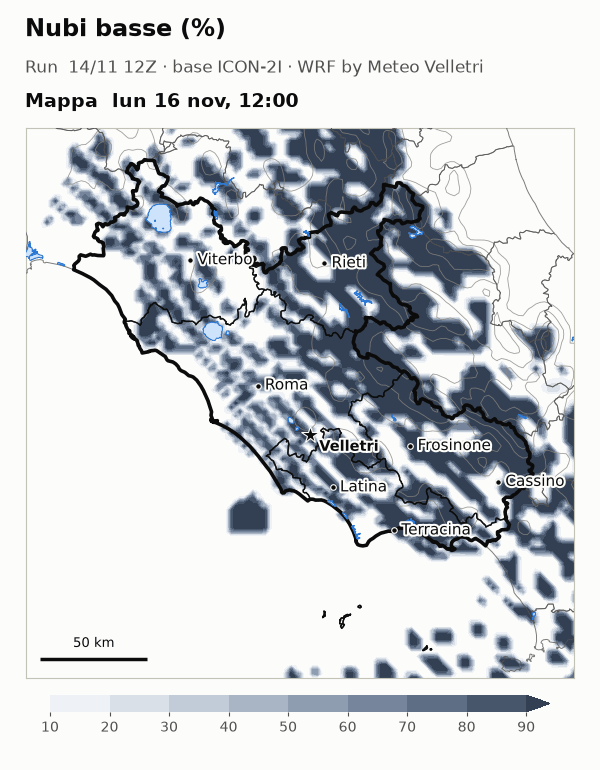 Nubi basse (%)
Run  14/11 12Z · base ICON-2I · WRF by Meteo Velletri
Mappa  lun 16 nov, 12:00
Viterbo
Rieti
Roma
Velletri
Frosinone
Cassino
Latina
Terracina
50 km
10 20 30 40 50 60 70 80 90